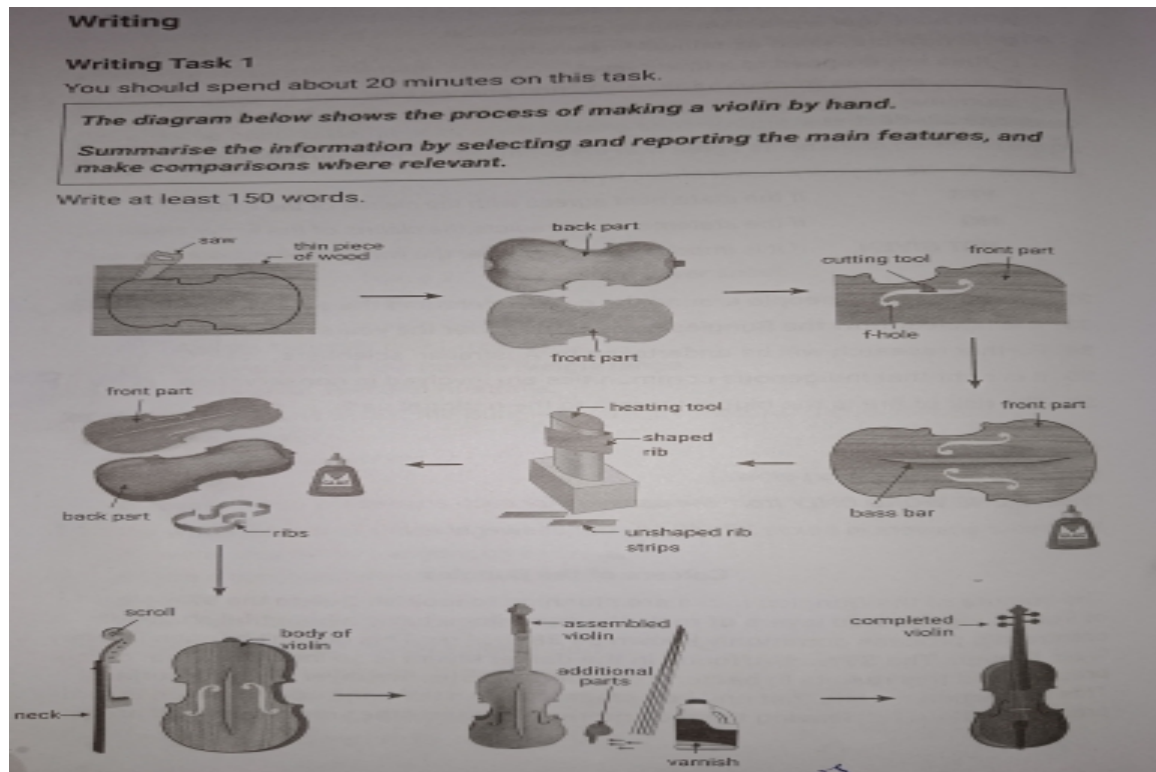 Writing
Writing Task 1
You should spend about 20 minutes on this task.
The diagram below shows the process of making a violin by hand.
Summarise the information by selecting and reporting the main features, and
make comparisons where relevant.
Write at least 150 words.
saw
thin piece
of wood
back part
front part
cutting tool
front part
f-hole
front part
back part
ribs
heating tool
shaped
rib
unshaped rib
strips
front part
bass bar
scroll
neck
body of
violin
assembled
violin
additional
parts
varnish
completed
violin